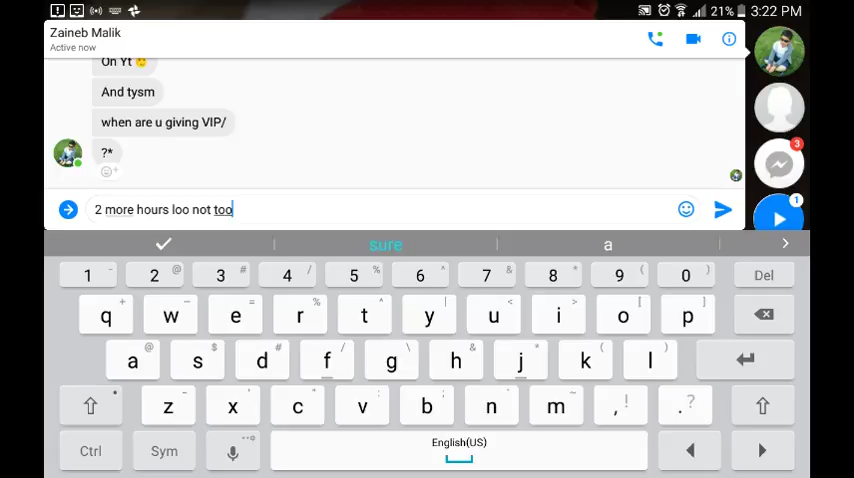 21% 3:22 PM
Zaineb Malik
Active now
On Yt
And tysm
when are u giving VIP/
?*
3
1
2 more hours loo not too
sure a
1 - 2 @ 3 # 4 / 5 % 6 ^ 7 & 8 * 9 ( 0 ) Del
q + w - e = r % t ^ y | u < i > o [ p ]
a @ s $ d # f / g ^ h & j * k ( l )
z - x ' c " v : b ; n - m ~ , ! . ?
Ctrl Sym English(US)